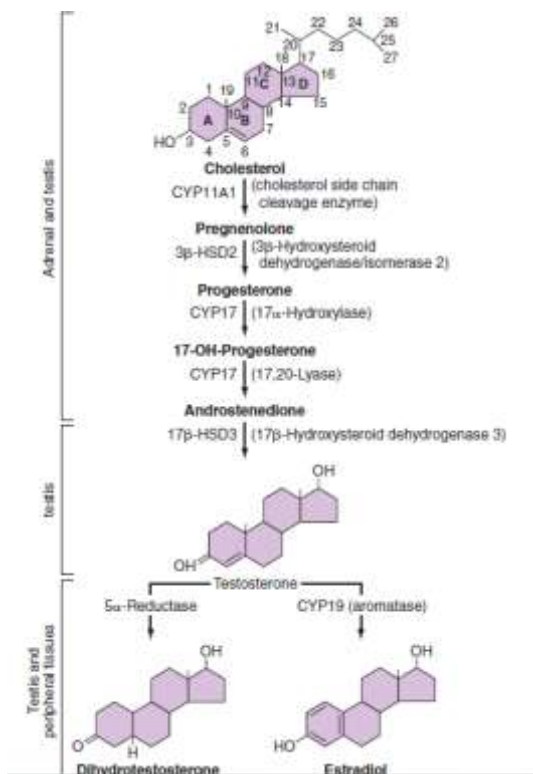 21
22
24
26
20
23
25
27
18
17
12
11
C
13
D
16
1
19
14
15
2
9
8
10
A
B
HO
3
5
7
4
6
Cholesterol
CYP11A1 (cholesterol side chain
cleavage enzyme)
Pregnenolone
3β-HSD2 (3β-Hydroxysteroid
dehydrogenase/isomerase 2)
Progesterone
CYP17 (17α-Hydroxylase)
17-OH-Progesterone
CYP17 (17,20-Lyase)
Androstenedione
Adrenal and testis
17β-HSD3 (17β-Hydroxysteroid dehydrogenase 3)
OH
OH
testis
Testosterone
5α-Reductase
CYP19 (aromatase)
OH
OH
O
H
HO
Testis and
peripheral tissues
Dihydrotestosterone
Estradiol